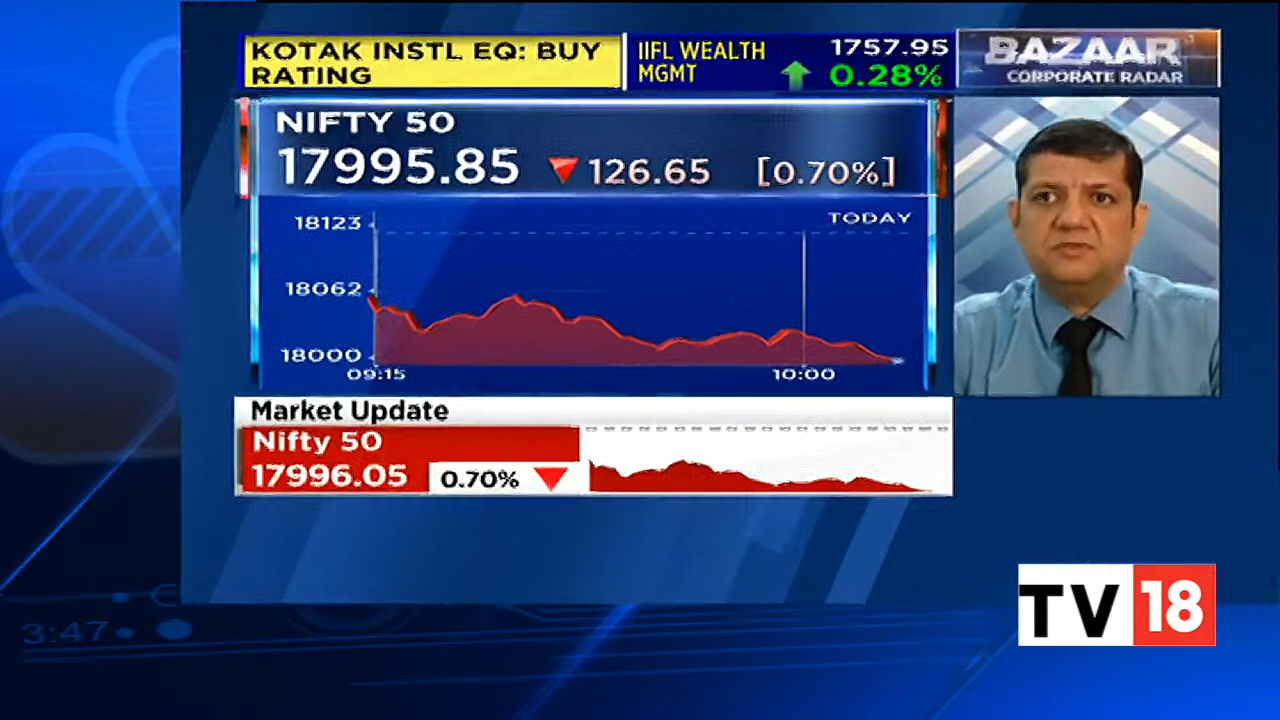 KOTAK INSTL EQ: BUY
RATING
IIFL WEALTH
MGMT
1757.95
0.28%
BAZAAR
CORPORATE RADAR
NIFTY 50
17995.85 126.65 [0.70%]
TODAY
18123
18062
18000
09:15 10:00
Market Update
Nifty 50
17996.05 0.70%
TV18
3:47